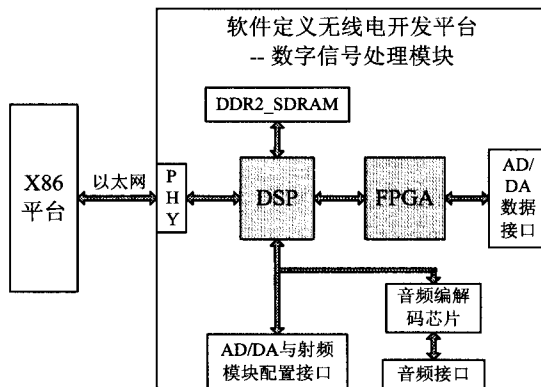 软件定义无线电开发平台
-- 数字信号处理模块
DDR2_SDRAM
X86
平台
以太网
P
H
Y
DSP
FPGA
AD/
DA
数据
接口
音频编解
码芯片
AD/DA与射频
模块配置接口
音频接口